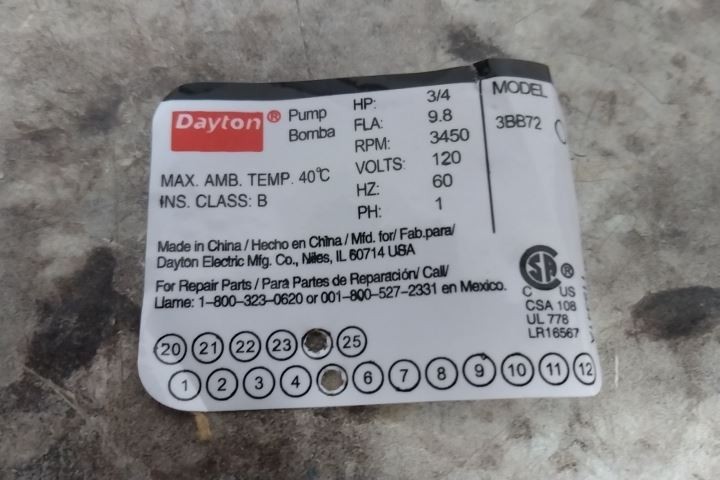 Dayton® Pump
Bomba
HP: 3/4
FLA: 9.8
RPM: 3450
VOLTS: 120
HZ: 60
PH: 1
MODEL
3BB72
MAX. AMB. TEMP. 40℃
INS. CLASS: B
Made in China / Hecho en China / Mfd. for/ Fab.para/
Dayton Electric Mfg. Co., Niles, IL 60714 USA
For Repair Parts / Para Partes de Reparación/ Call/
Llame: 1-800-323-0620 or 001-800-527-2331 en Mexico.
SA ®
C US
CSA 108
UL 778
LR16567
20 21 22 23 25
1 2 3 4 6 7 8 9 10 11 12